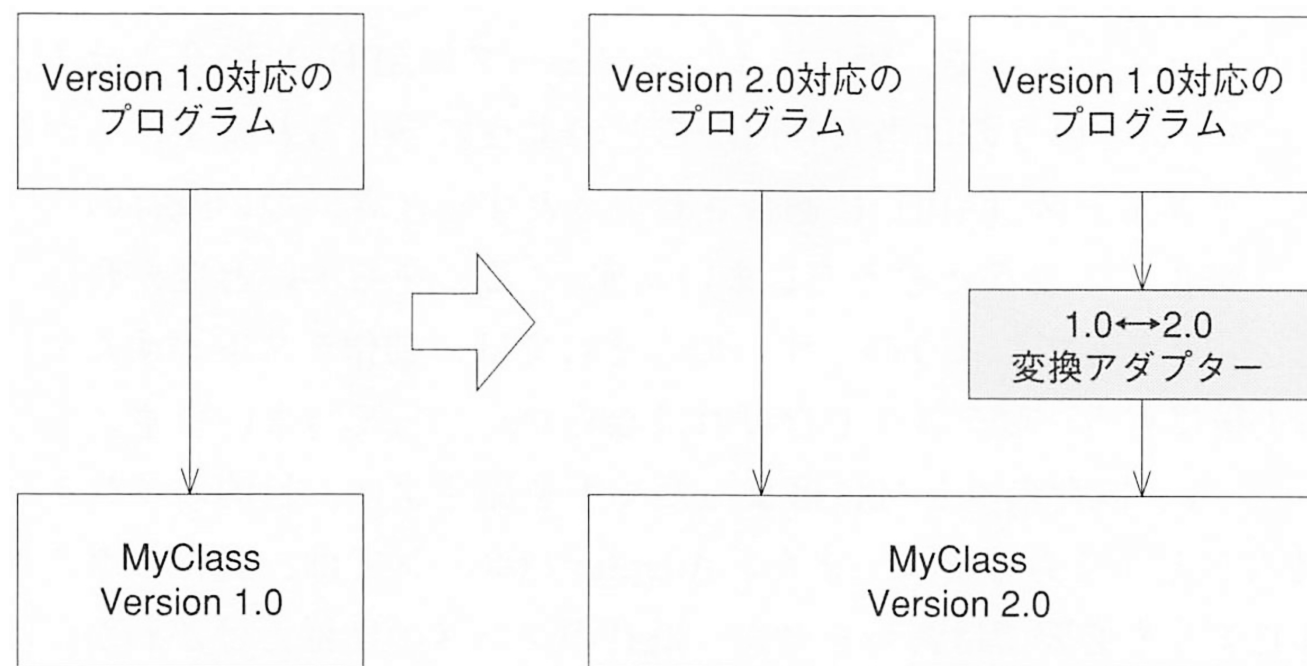 Version 1.0対応の
プログラム
Version 2.0対応の
プログラム
Version 1.0対応の
プログラム
1.0⟷2.0
変換アダプター
MyClass
Version 1.0
MyClass
Version 2.0